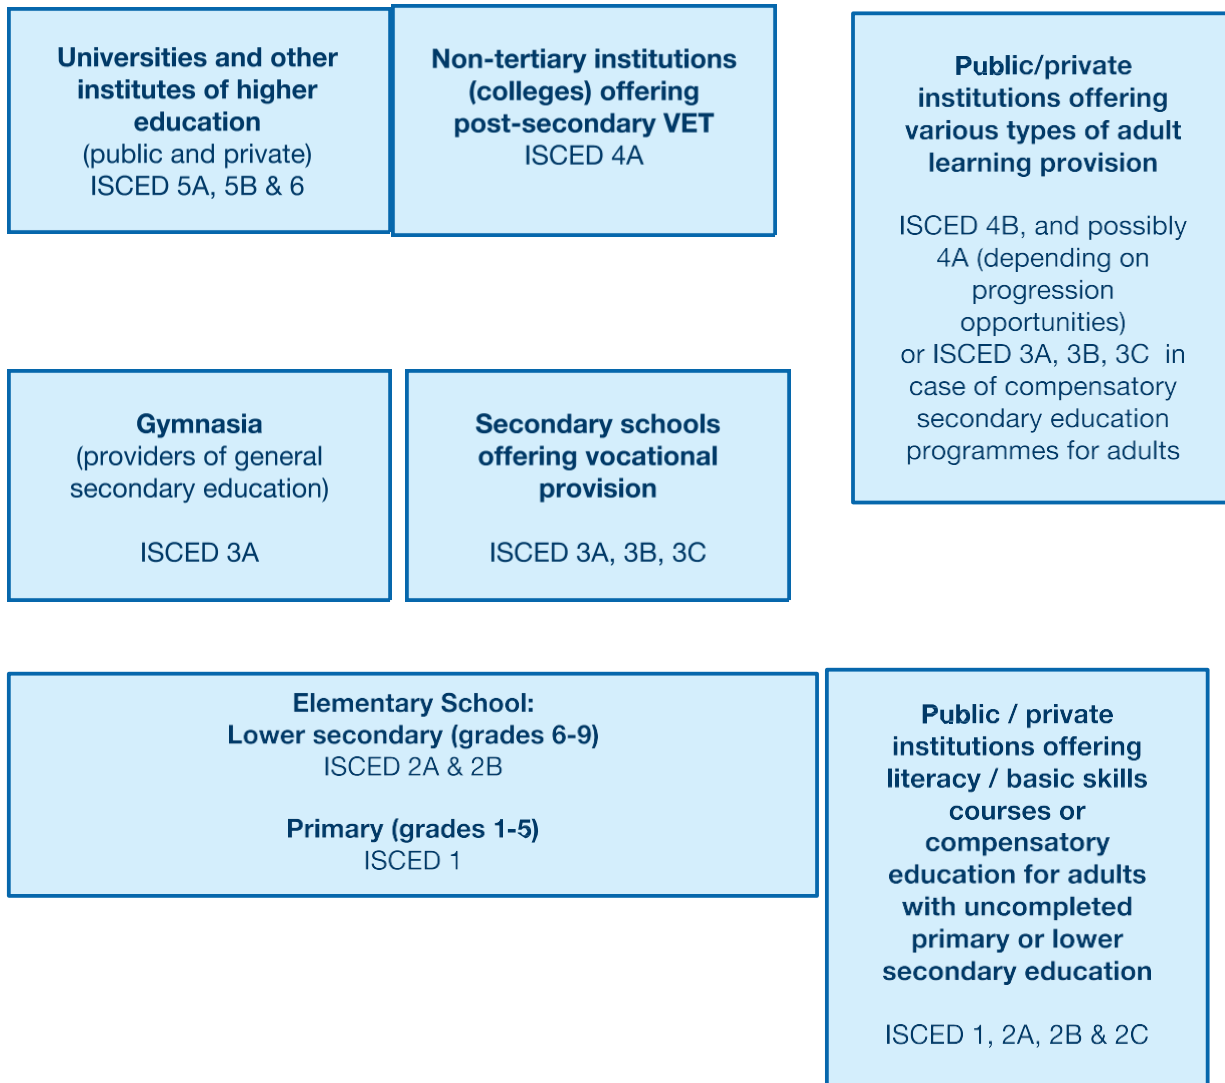 Universities and other
institutes of higher
education
(public and private)
ISCED 5A, 5B & 6
Non-tertiary institutions
(colleges) offering
post-secondary VET
ISCED 4A
Public/private
institutions offering
various types of adult
learning provision
ISCED 4B, and possibly
4A (depending on
progression
opportunities)
or ISCED 3A, 3B, 3C in
case of compensatory
secondary education
programmes for adults
Gymnasia
(providers of general
secondary education)
ISCED 3A
Secondary schools
offering vocational
provision
ISCED 3A, 3B, 3C
Elementary School:
Lower secondary (grades 6-9)
ISCED 2A & 2B
Primary (grades 1-5)
ISCED 1
Public / private
institutions offering
literacy / basic skills
courses or
compensatory
education for adults
with uncompleted
primary or lower
secondary education
ISCED 1, 2A, 2B & 2C